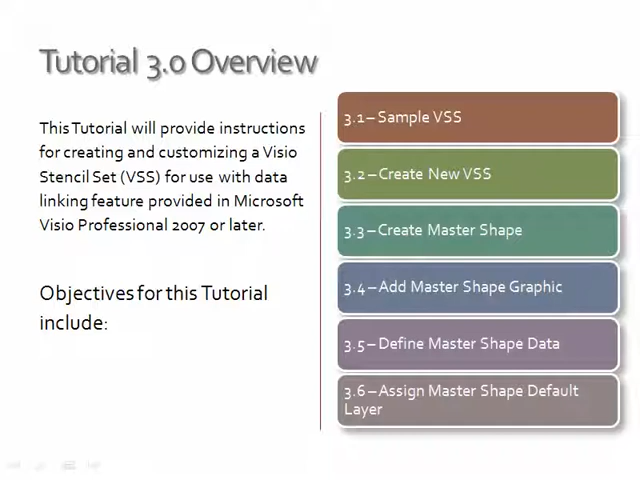 Tutorial 3.0 Overview
This Tutorial will provide instructions
for creating and customizing a Visio
Stencil Set (VSS) for use with data
linking feature provided in Microsoft
Visio Professional 2007 or later.
Objectives for this Tutorial
include:
3.1 – Sample VSS
3.2 – Create New VSS
3.3 – Create Master Shape
3.4 – Add Master Shape Graphic
3.5 – Define Master Shape Data
3.6 – Assign Master Shape Default
Layer